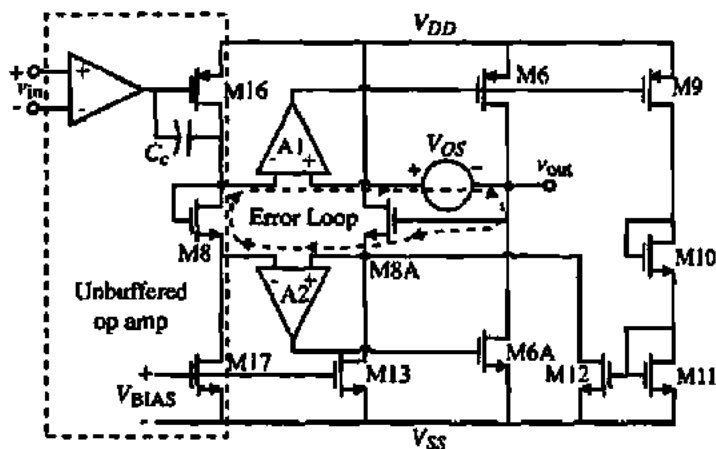 V_DD
+
v_in
-
+
-
M16
C_c
A1
-
+
V_OS
+
-
M6
M9
v_out
M8
Error Loop
M8A
-
+
A2
M10
Unbuffered
op amp
M17
M13
M6A
M12
M11
+
V_BIAS
-
V_SS